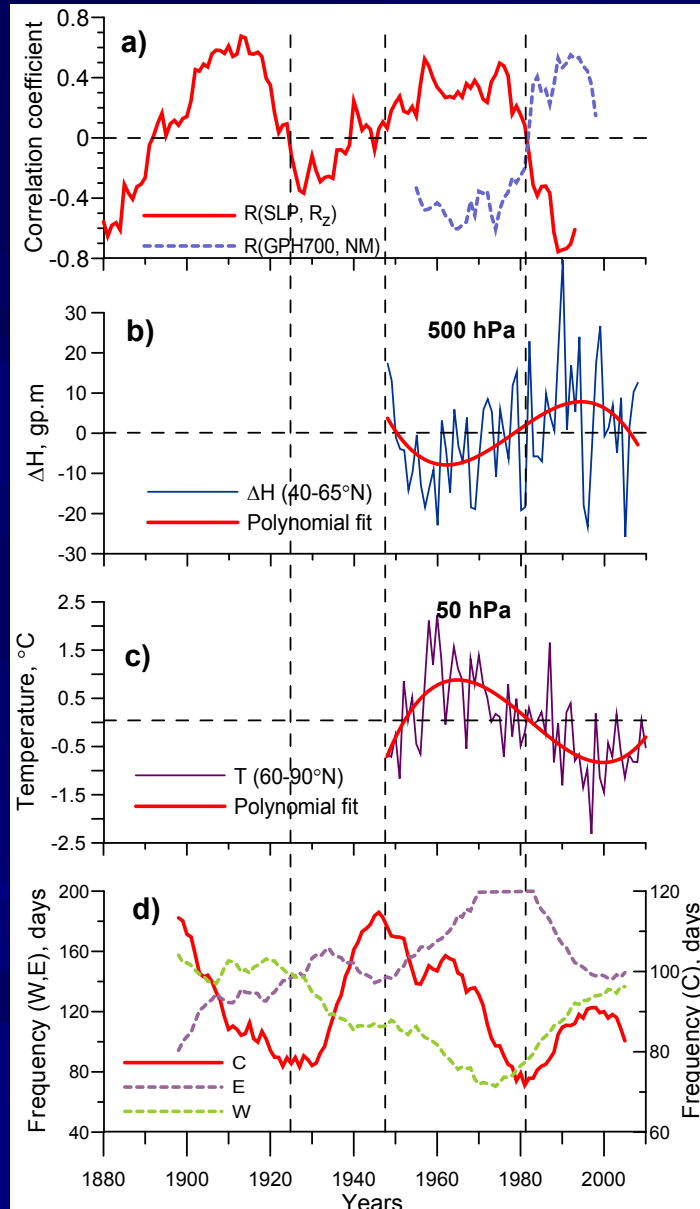 a)
Correlation coefficient
0.8
0.4
0
-0.4
-0.8
R(SLP, RZ)
R(GPH700, NM)
b)
500 hPa
ΔH, gp.m
30
20
10
0
-10
-20
-30
ΔH (40-65°N)
Polynomial fit
c)
50 hPa
Temperature, °C
2.5
1.5
0.5
-0.5
-1.5
-2.5
T (60-90°N)
Polynomial fit
d)
Frequency (W,E), days
200
160
120
80
40
C
E
W
120
100
80
60
Frequency (C), days
1880 1900 1920 1940 1960 1980 2000
Years